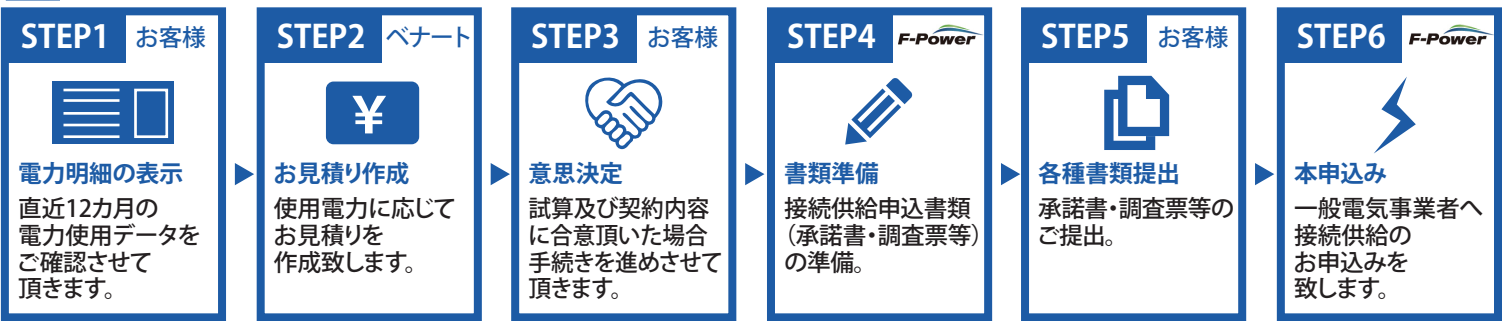 STEP1 お客様
電力明細の表示
直近12カ月の
電力使用データを
ご確認させて
頂きます。
STEP2 ベナート
¥
お見積り作成
使用電力に応じて
お見積りを
作成致します。
STEP3 お客様
意思決定
試算及び契約内容
に合意頂いた場合
手続きを進めさせて
頂きます。
STEP4 F-Power
書類準備
接続供給申込書類
（承諾書・調査票等）
の準備。
STEP5 お客様
各種書類提出
承諾書・調査票等の
ご提出。
STEP6 F-Power
本申込み
一般電気事業者へ
接続供給の
お申込みを
致します。